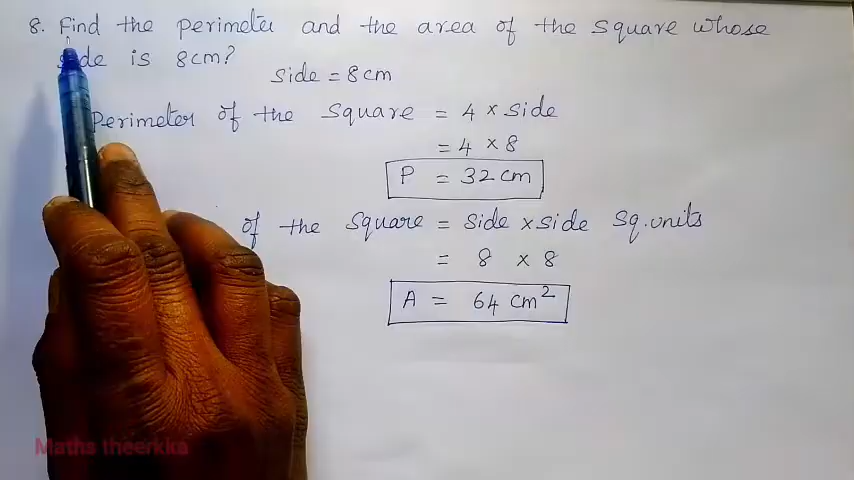 8. Find the perimeter and the area of the square whose
side is 8cm?
side = 8cm
Perimeter of the square = 4 × side
= 4 × 8
P = 32 cm
of the square = side × side sq.units
= 8 × 8
A = 64 cm²
Maths theerkka